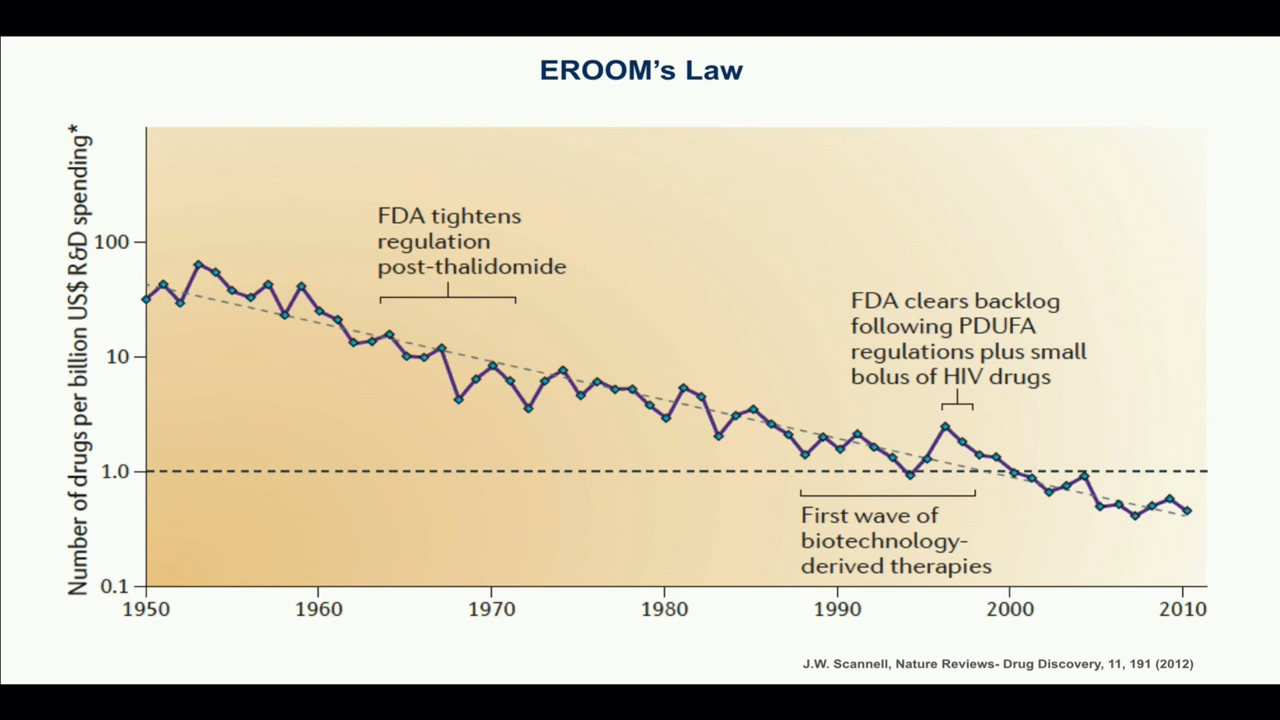 EROOM's Law
Number of drugs per billion US$ R&D spending*
100
10
1.0
0.1
FDA tightens
regulation
post-thalidomide
FDA clears backlog
following PDUFA
regulations plus small
bolus of HIV drugs
First wave of
biotechnology-
derived therapies
1950 1960 1970 1980 1990 2000 2010
J.W. Scannell, Nature Reviews- Drug Discovery, 11, 191 (2012)